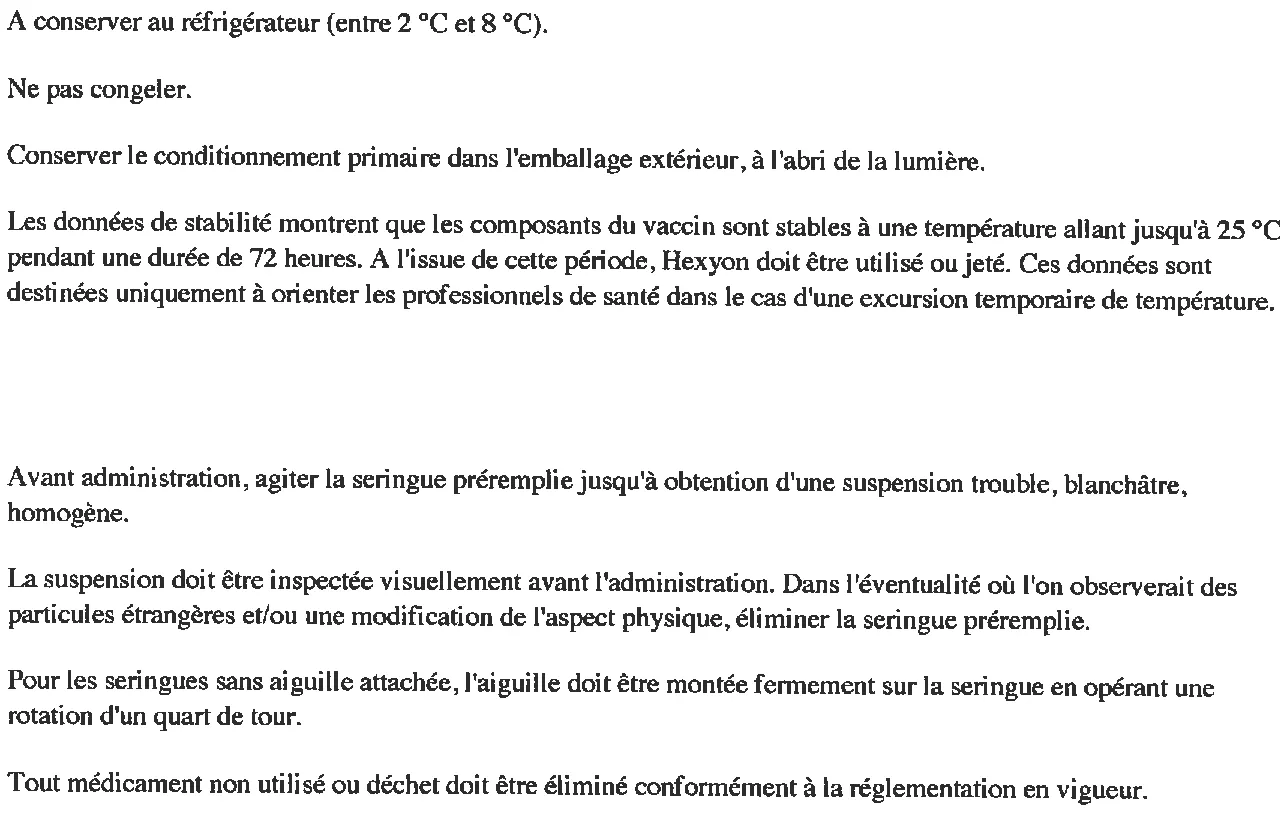 A conserver au réfrigérateur (entre 2 °C et 8 °C).
Ne pas congeler.
Conserver le conditionnement primaire dans l'emballage extérieur, à l'abri de la lumière.
Les données de stabilité montrent que les composants du vaccin sont stables à une température allant jusqu'à 25 °C
pendant une durée de 72 heures. A l'issue de cette période, Hexyon doit être utilisé ou jeté. Ces données sont
destinées uniquement à orienter les professionnels de santé dans le cas d'une excursion temporaire de température.
Avant administration, agiter la seringue préremplie jusqu'à obtention d'une suspension trouble, blanchâtre,
homogène.
La suspension doit être inspectée visuellement avant l'administration. Dans l'éventualité où l'on observerait des
particules étrangères et/ou une modification de l'aspect physique, éliminer la seringue préremplie.
Pour les seringues sans aiguille attachée, l'aiguille doit être montée fermement sur la seringue en opérant une
rotation d'un quart de tour.
Tout médicament non utilisé ou déchet doit être éliminé conformément à la réglementation en vigueur.